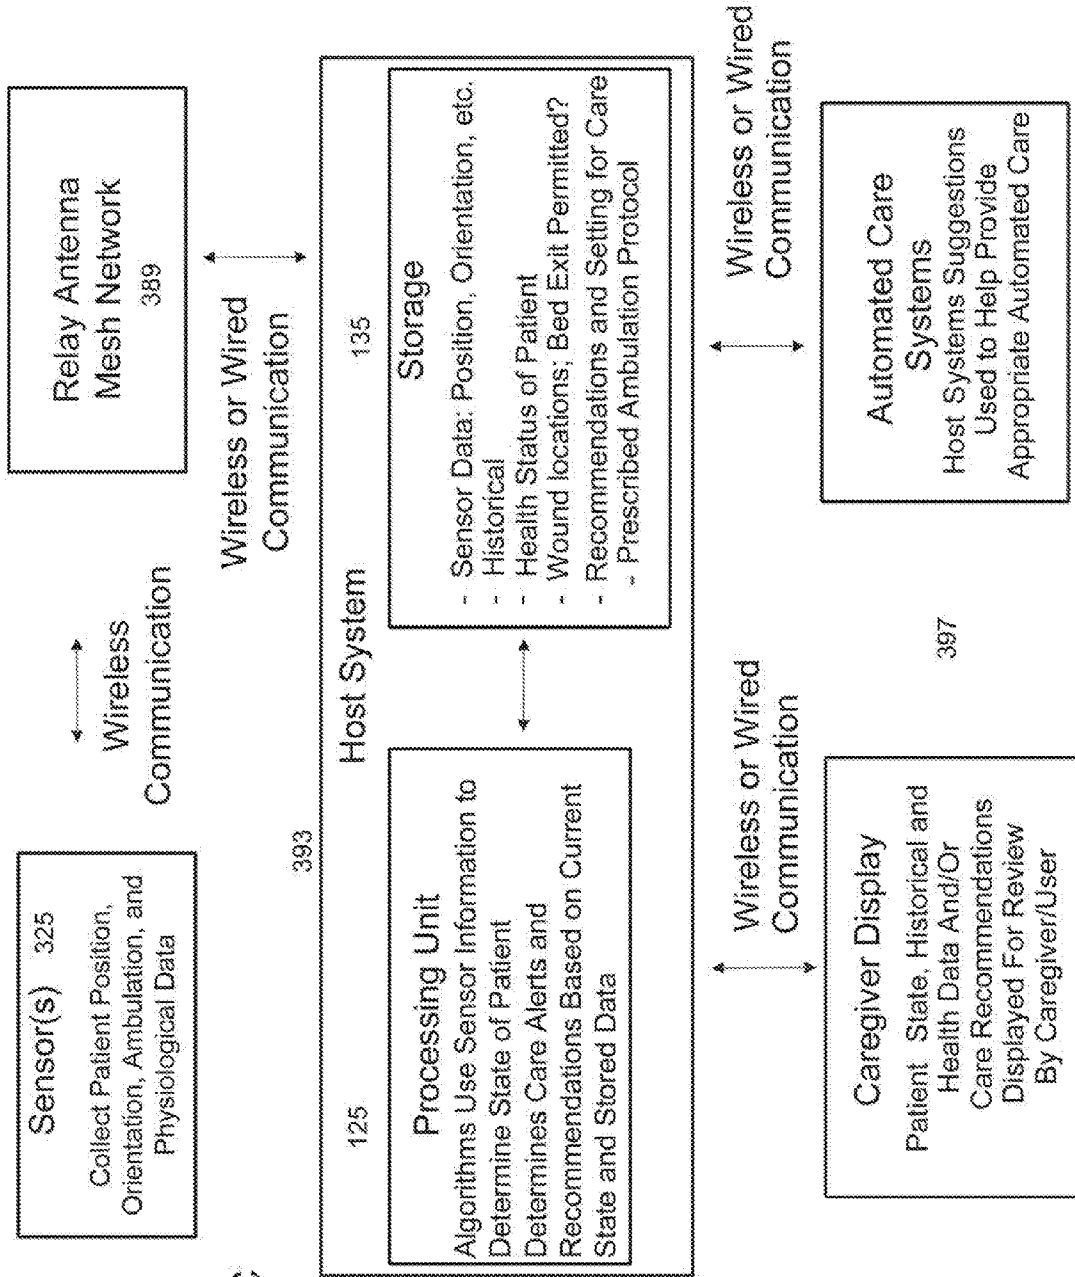 Sensor(s) 325
Collect Patient Position,
Orientation, Ambulation, and
Physiological Data
Wireless
Communication
Relay Antenna
Mesh Network
389
Wireless or Wired
Communication
393
Host System
125
Processing Unit
Algorithms Use Sensor Information to
Determine State of Patient
Determines Care Alerts and
Recommendations Based on Current
State and Stored Data
135
Storage
- Sensor Data: Position, Orientation, etc.
- Historical
- Health Status of Patient
- Wound locations; Bed Exit Permitted?
- Recommendations and Setting for Care
- Prescribed Ambulation Protocol
Wireless or Wired
Communication
Wireless or Wired
Communication
Caregiver Display
Patient State, Historical and
Health Data And/Or
Care Recommendations
Displayed For Review
By Caregiver/User
397
Automated Care
Systems
Host Systems Suggestions
Used to Help Provide
Appropriate Automated Care